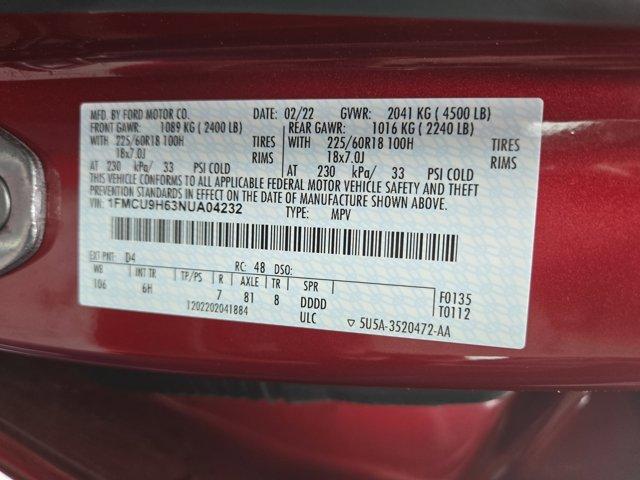 MFD. BY FORD MOTOR CO. DATE: 02/22 GVWR: 2041 KG ( 4500 LB)
FRONT GAWR: 1089 KG ( 2400 LB) REAR GAWR: 1016 KG ( 2240 LB)
WITH 225/60R18 100H TIRES WITH 225/60R18 100H TIRES
18x7.0J RIMS 18x7.0J RIMS
AT 230 kPa/ 33 PSI COLD AT 230 kPa/ 33 PSI COLD
THIS VEHICLE CONFORMS TO ALL APPLICABLE FEDERAL MOTOR VEHICLE SAFETY AND THEFT
PREVENTION STANDARDS IN EFFECT ON THE DATE OF MANUFACTURE SHOWN ABOVE.
VIN: 1FMCU9H63NUA04232 TYPE: MPV
EXT PNT: D4 RC: 48 DSO:
WB INT TR TP/PS R AXLE TR SPR
106 6H 7 81 8 DDDD F0135
1202202041884 ULC T0112
▽ 5U5A-3520472-AA